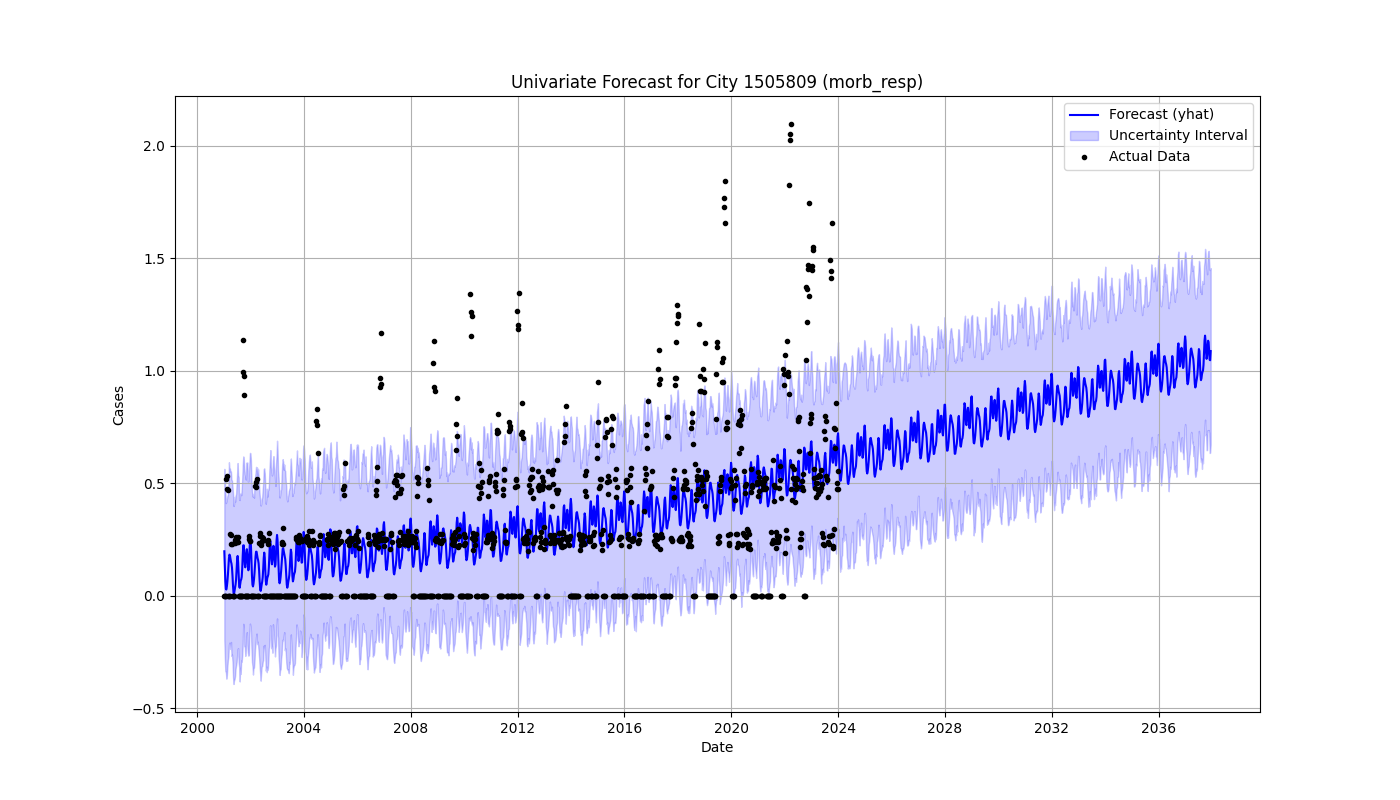 Univariate Forecast for City 1505809 (morb_resp)
Forecast (yhat)
Uncertainty Interval
Actual Data
2.0
1.5
1.0
0.5
0.0
−0.5
Cases
2000 2004 2008 2012 2016 2020 2024 2028 2032 2036
Date